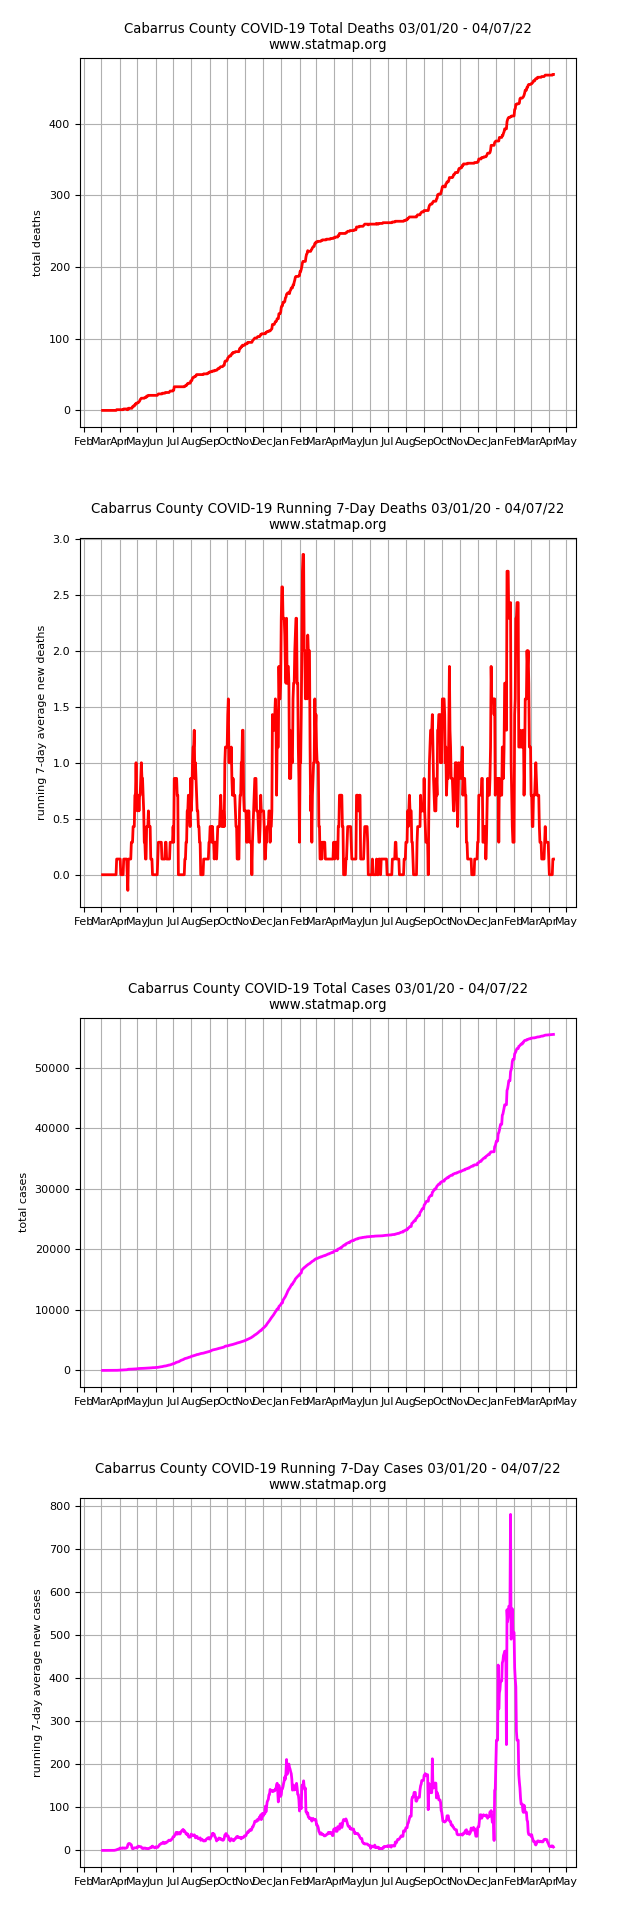 Cabarrus County COVID-19 Total Deaths 03/01/20 - 04/07/22
www.statmap.org
400
300
200
100
0
total deaths
Feb Mar Apr May Jun Jul Aug Sep Oct Nov Dec Jan Feb Mar Apr May Jun Jul Aug Sep Oct Nov Dec Jan Feb Mar Apr May
Cabarrus County COVID-19 Running 7-Day Deaths 03/01/20 - 04/07/22
www.statmap.org
3.0
2.5
2.0
1.5
1.0
0.5
0.0
running 7-day average new deaths
Feb Mar Apr May Jun Jul Aug Sep Oct Nov Dec Jan Feb Mar Apr May Jun Jul Aug Sep Oct Nov Dec Jan Feb Mar Apr May
Cabarrus County COVID-19 Total Cases 03/01/20 - 04/07/22
www.statmap.org
50000
40000
30000
20000
10000
0
total cases
Feb Mar Apr May Jun Jul Aug Sep Oct Nov Dec Jan Feb Mar Apr May Jun Jul Aug Sep Oct Nov Dec Jan Feb Mar Apr May
Cabarrus County COVID-19 Running 7-Day Cases 03/01/20 - 04/07/22
www.statmap.org
800
700
600
500
400
300
200
100
0
running 7-day average new cases
Feb Mar Apr May Jun Jul Aug Sep Oct Nov Dec Jan Feb Mar Apr May Jun Jul Aug Sep Oct Nov Dec Jan Feb Mar Apr May